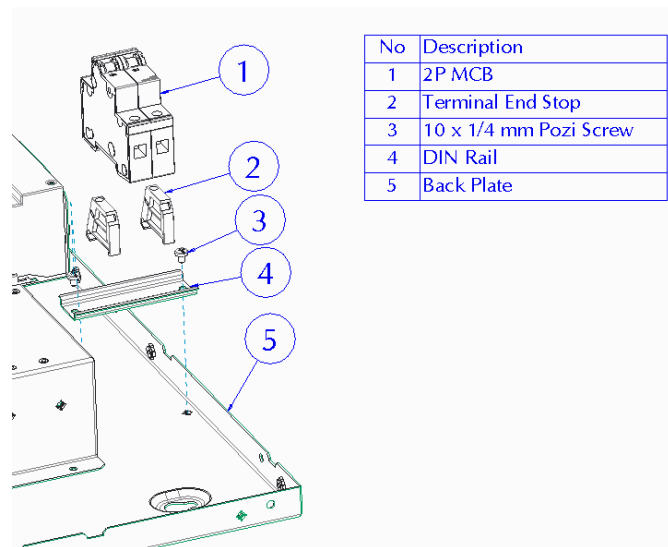 No Description
1 2P MCB
2 Terminal End Stop
3 10 x 1/4 mm Pozi Screw
4 DIN Rail
5 Back Plate
1
2
3
4
5